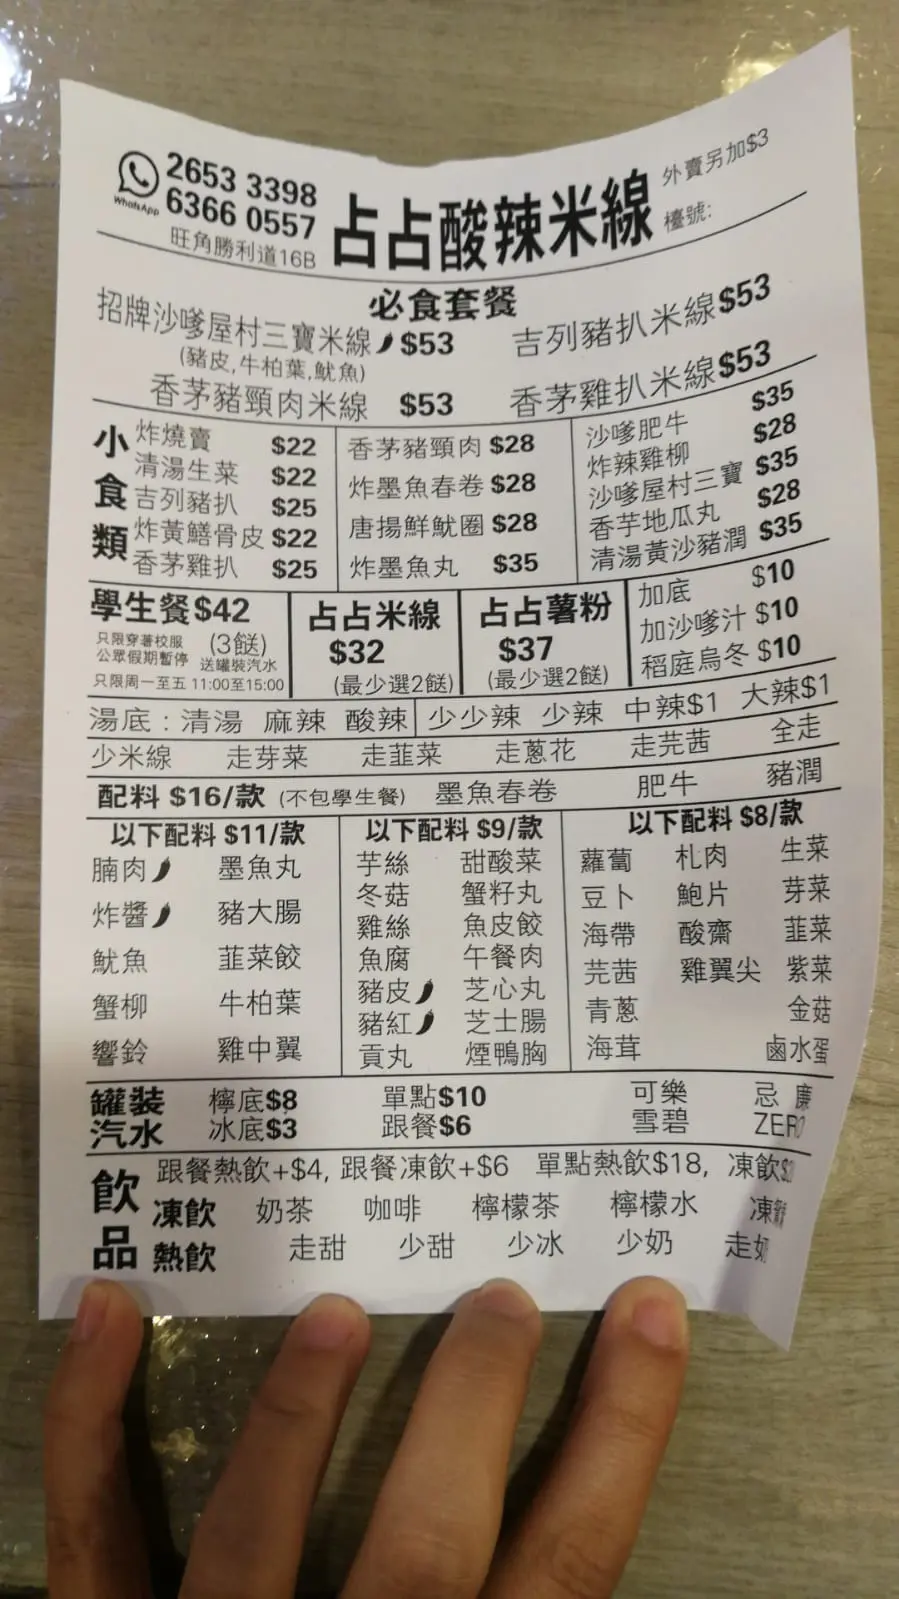 WhatsApp 2653 3398
6366 0557
旺角勝利道16B
占占酸辣米線
外賣另加$3
檯號:
必食套餐
招牌沙嗲屋村三寶米線 $53
(豬皮,牛柏葉,魷魚)
吉列豬扒米線 $53
香茅豬頸肉米線 $53
香茅雞扒米線 $53
小食類
炸燒賣 $22
清湯生菜 $22
吉列豬扒 $25
炸黃鱔骨皮 $22
香茅雞扒 $25
香茅豬頸肉 $28
炸墨魚春卷 $28
唐揚鮮魷圈 $28
炸墨魚丸 $35
沙嗲肥牛 $35
炸辣雞柳 $28
沙嗲屋村三寶 $35
香芋地瓜丸 $28
清湯黃沙豬潤 $35
學生餐 $42
只限穿著校服 (3餸)
公眾假期暫停 送罐裝汽水
只限周一至五 11:00至15:00
占占米線
$32
(最少選2餸)
占占薯粉
$37
(最少選2餸)
加底 $10
加沙嗲汁 $10
稻庭烏冬 $10
湯底：清湯 麻辣 酸辣 少少辣 少辣 中辣$1 大辣$1
少米線 走芽菜 走韮菜 走蔥花 走芫茜 全走
配料 $16/款 (不包學生餐) 墨魚春卷 肥牛 豬潤
以下配料 $11/款
腩肉 墨魚丸
炸醬 豬大腸
魷魚 韮菜餃
蟹柳 牛柏葉
響鈴 雞中翼
以下配料 $9/款
芋絲 甜酸菜
冬菇 蟹籽丸
雞絲 魚皮餃
魚腐 午餐肉
豬皮 芝心丸
豬紅 芝士腸
貢丸 煙鴨胸
以下配料 $8/款
蘿蔔 札肉 生菜
豆卜 鮑片 芽菜
海帶 酸齋 韮菜
芫茜 雞翼尖 紫菜
青蔥 金菇
海茸 鹵水蛋
罐裝汽水
檸底$8 單點$10 可樂 忌廉
冰底$3 跟餐$6 雪碧 ZERO
飲品
跟餐熱飲+$4, 跟餐凍飲+$6 單點熱飲$18, 凍飲
凍飲 奶茶 咖啡 檸檬茶 檸檬水 凍
熱飲 走甜 少甜 少冰 少奶 走奶